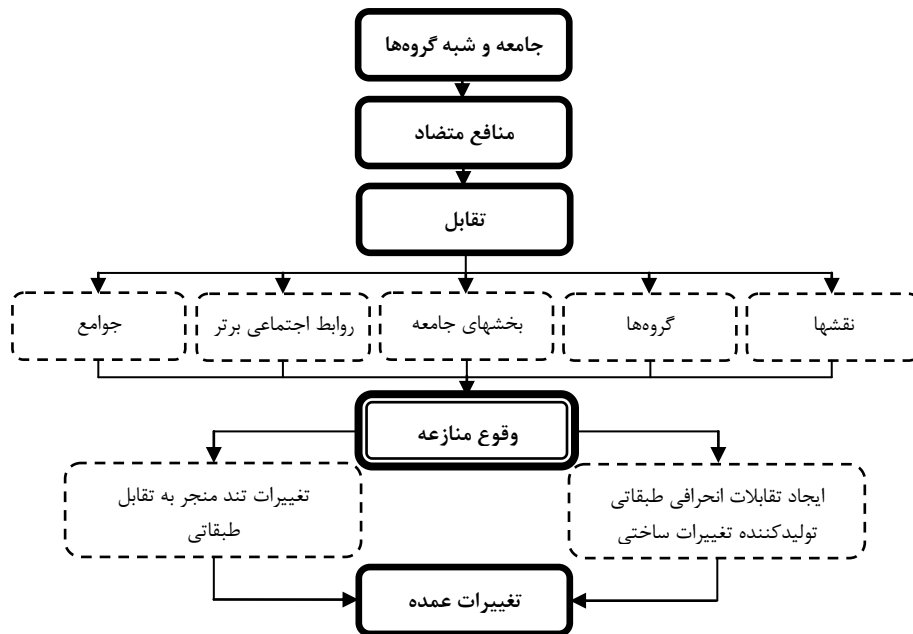 جامعه و شبه گروه‌ها
منافع متضاد
تقابل
نقشها
گروه‌ها
بخشهای جامعه
روابط اجتماعی برتر
جوامع
وقوع منازعه
ایجاد تقابلات انحرافی طبقاتی
تولیدکننده تغییرات ساختی
تغییرات تند منجر به تقابل
طبقاتی
تغییرات عمده